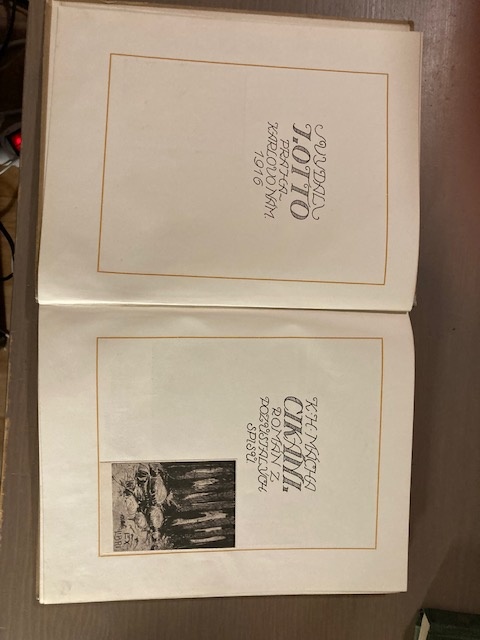 VYDAL
J. OTTO
PRAHA-
KARLOVO NÁM.
1916
K. H. MÁCHA
CIKÁNI.
ROMÁN Z
POZŮSTALÝCH
SPISŮ